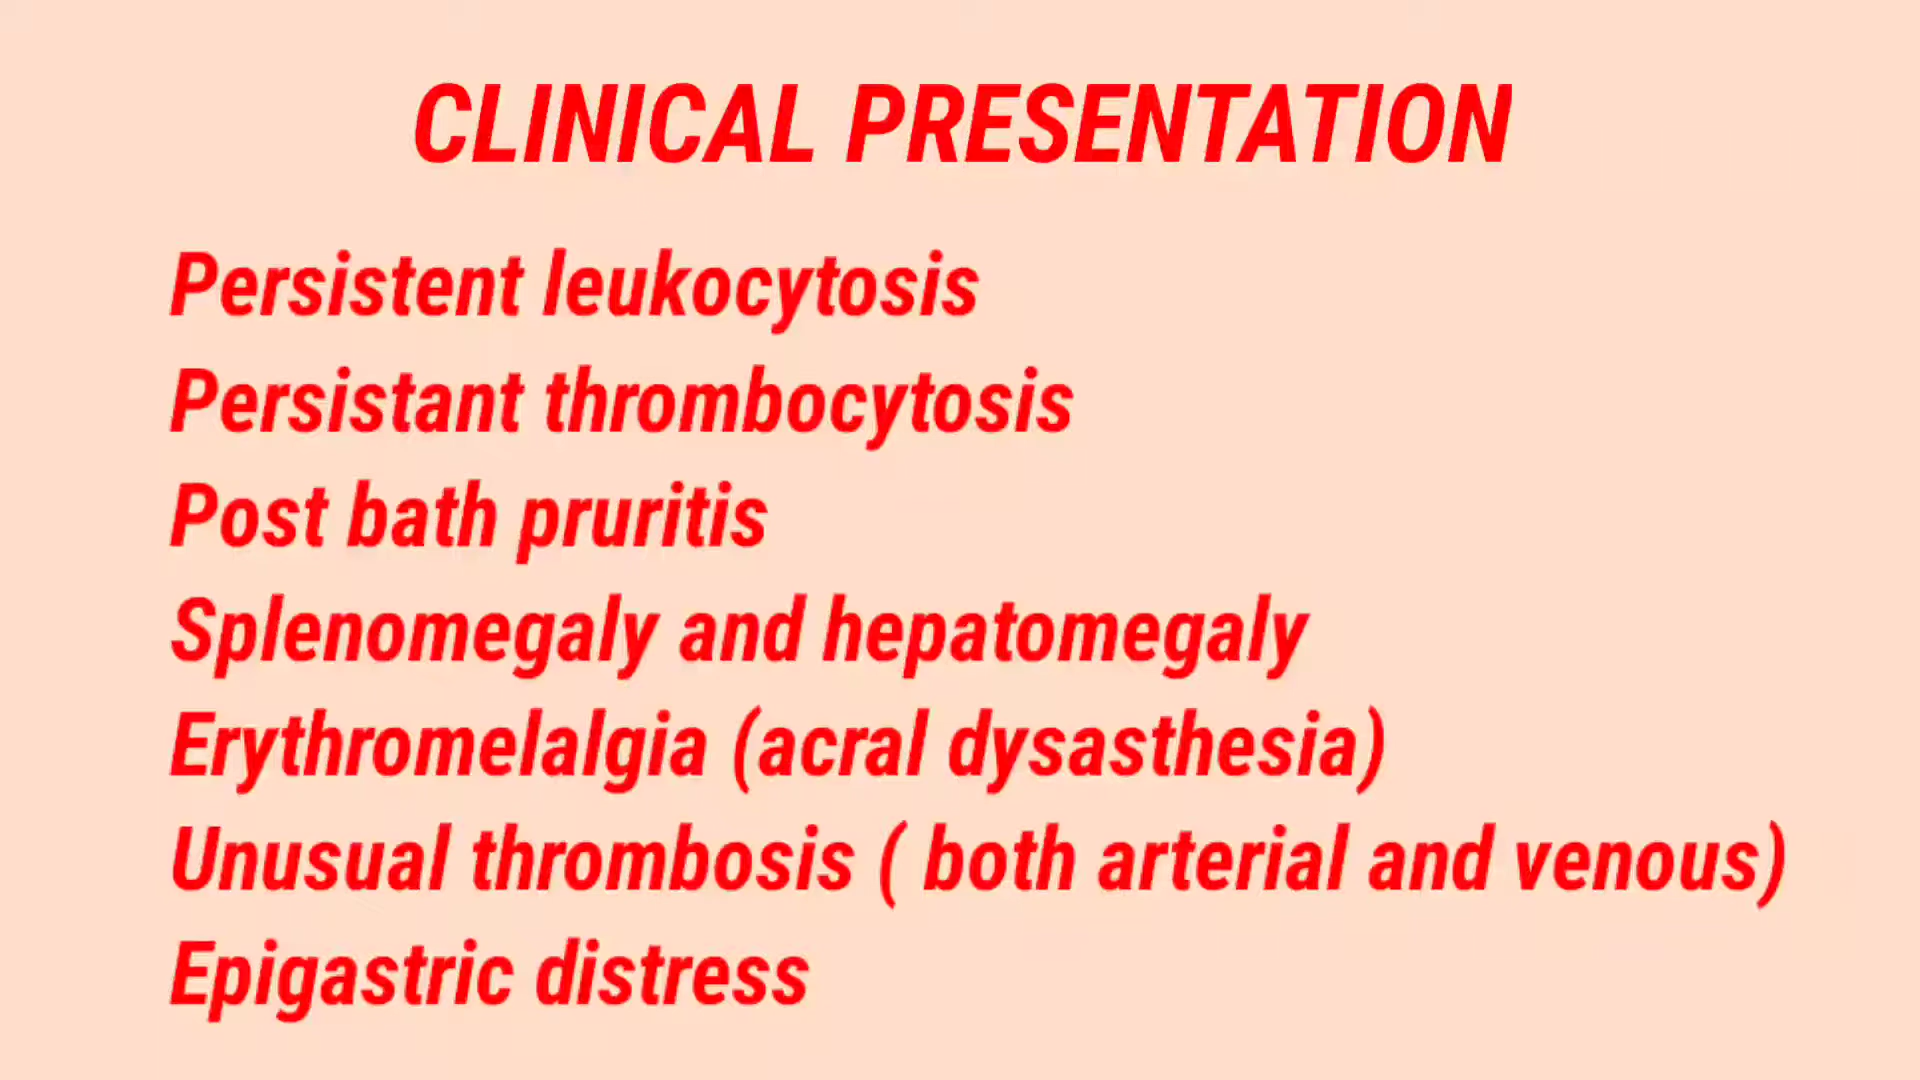 CLINICAL PRESENTATION
Persistent leukocytosis
Persistant thrombocytosis
Post bath pruritis
Splenomegaly and hepatomegaly
Erythromelalgia (acral dysasthesia)
Unusual thrombosis ( both arterial and venous)
Epigastric distress